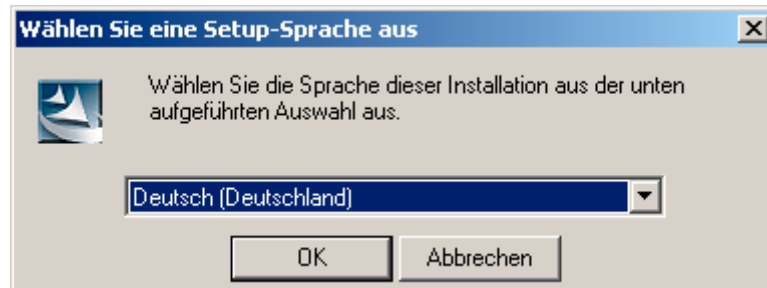 Wählen Sie eine Setup-Sprache aus
Wählen Sie die Sprache dieser Installation aus der unten
aufgeführten Auswahl aus.
Deutsch (Deutschland)
OK
Abbrechen